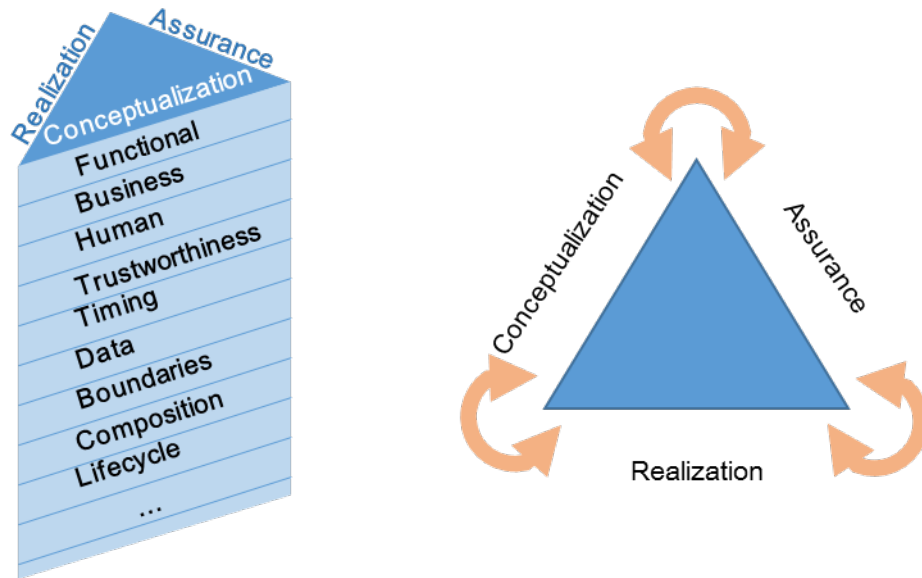 Realization
Assurance
Conceptualization
Functional
Business
Human
Trustworthiness
Timing
Data
Boundaries
Composition
Lifecycle
...
Conceptualization
Assurance
Realization